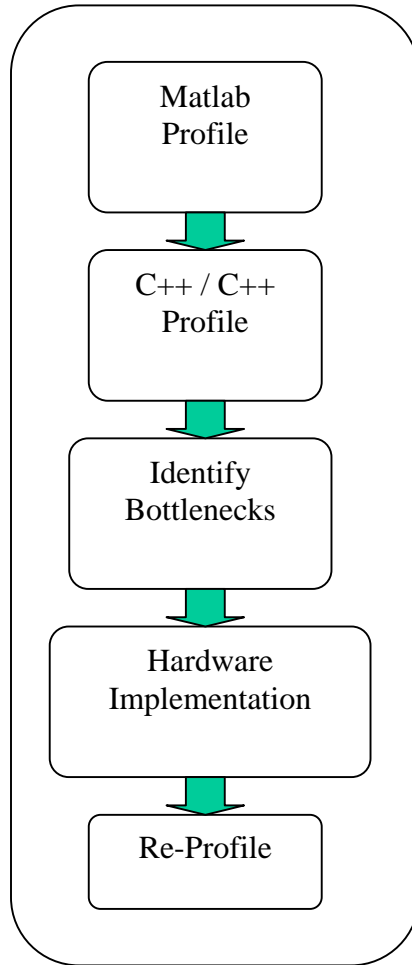 Matlab
Profile
C++ / C++
Profile
Identify
Bottlenecks
Hardware
Implementation
Re-Profile